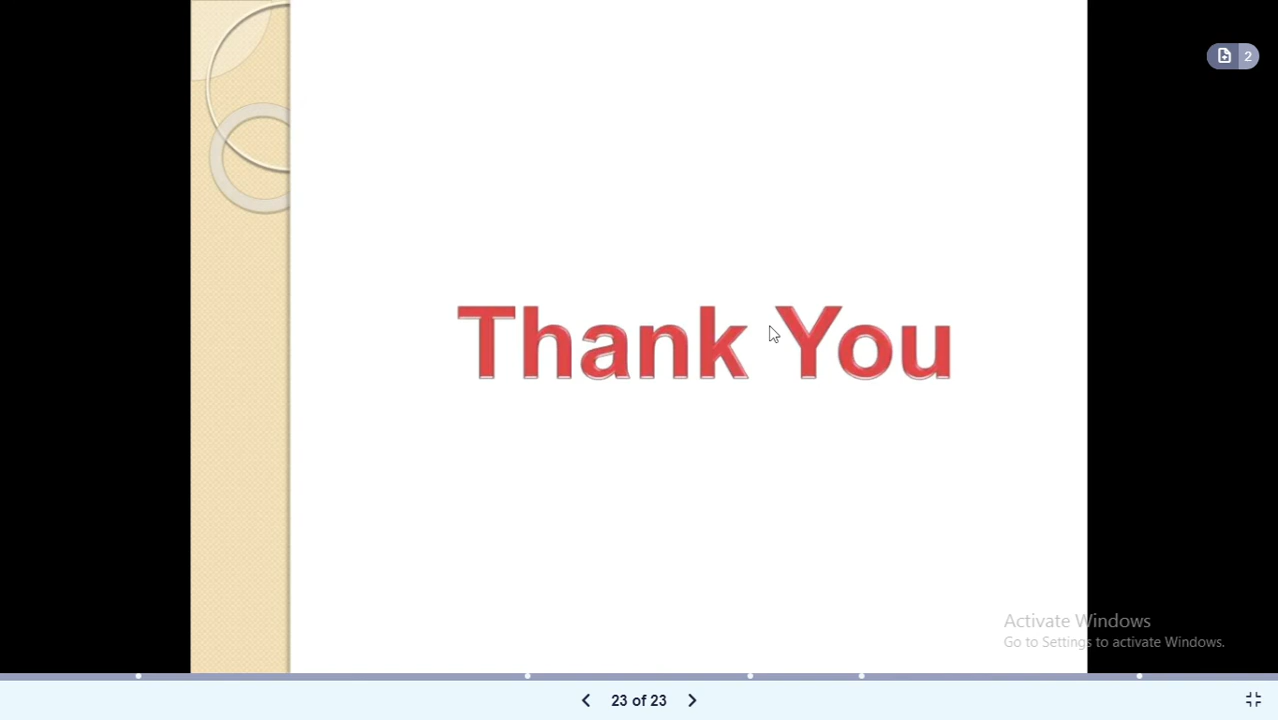 2
Thank You
Activate Windows
Go to Settings to activate Windows.
23 of 23